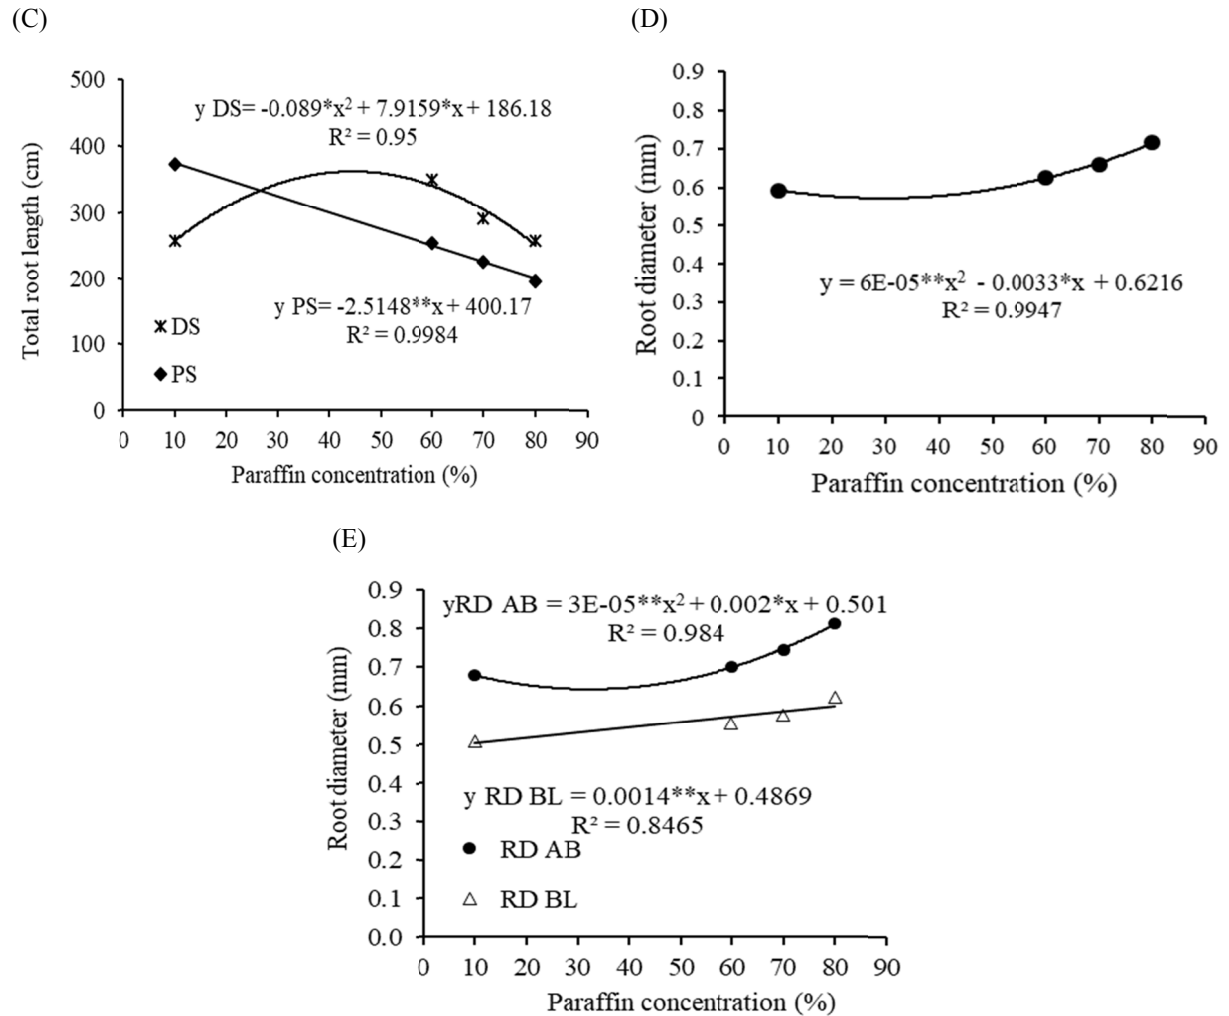 (C)
500
400
300
200
100
0
Total root length (cm)
y DS= -0.089*x² + 7.9159*x + 186.18
R² = 0.95
y PS= -2.5148**x + 400.17
R² = 0.9984
DS
PS
0 10 20 30 40 50 60 70 80 90
Paraffin concentration (%)
(D)
0.9
0.8
0.7
0.6
0.5
0.4
0.3
0.2
0.1
0
Root diameter (mm)
y = 6E-05**x² - 0.0033*x + 0.6216
R² = 0.9947
0 10 20 30 40 50 60 70 80 90
Paraffin concentration (%)
(E)
0.9
0.8
0.7
0.6
0.5
0.4
0.3
0.2
0.1
0.0
Root diameter (mm)
yRD AB = 3E-05**x² + 0.002*x + 0.501
R² = 0.984
y RD BL = 0.0014**x + 0.4869
R² = 0.8465
RD AB
RD BL
0 10 20 30 40 50 60 70 80 90
Paraffin concentration (%)